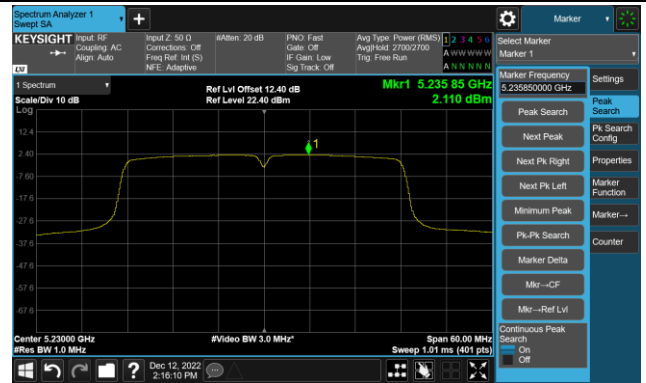 Spectrum Analyzer 1
Swept SA
Marker
KEYSIGHT
Input: RF
Coupling: AC
Align: Auto
Input Z: 50 Ω
Corrections: Off
Freq Ref: Int (S)
NFE: Adaptive
#Atten: 20 dB
PNO: Fast
Gate: Off
IF Gain: Low
Sig Track: Off
Avg Type: Power (RMS)
Avg|Hold: 2700/2700
Trig: Free Run
1 2 3 4 5 6
A W W W W W
A N N N N N
LXI
Select Marker
Marker 1
1 Spectrum
Scale/Div 10 dB
Ref Lvl Offset 12.40 dB
Ref Level 22.40 dBm
Mkr1 5.235 85 GHz
2.110 dBm
Log
12.4
2.40
-7.60
-17.6
-27.6
-37.6
-47.6
-57.6
-67.6
1
Center 5.23000 GHz
#Res BW 1.0 MHz
#Video BW 3.0 MHz*
Span 60.00 MHz
Sweep 1.01 ms (401 pts)
Marker Frequency
5.235850000 GHz
Peak Search
Next Peak
Next Pk Right
Next Pk Left
Minimum Peak
Pk-Pk Search
Marker Delta
Mkr→CF
Mkr→Ref Lvl
Continuous Peak
Search
On
Off
Settings
Peak
Search
Pk Search
Config
Properties
Marker
Function
Marker→
Counter
Dec 12, 2022
2:16:10 PM